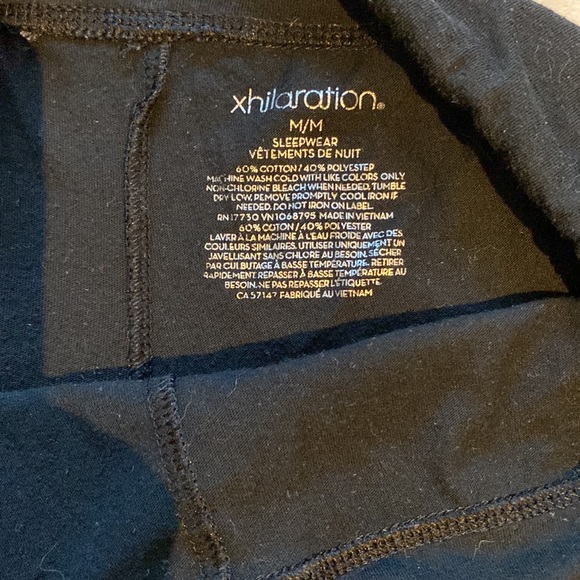 xhilaration®
M/M
SLEEPWEAR
VÊTEMENTS DE NUIT
60% COTTON / 40% POLYESTER
MACHINE WASH COLD WITH LIKE COLORS ONLY
NON-CHLORINE BLEACH WHEN NEEDED. TUMBLE
DRY LOW. REMOVE PROMPTLY. COOL IRON IF
NEEDED. DO NOT IRON ON LABEL.
RN 17730 VN1068795 MADE IN VIETNAM
60% COTON / 40% POLYESTER
LAVER À LA MACHINE À L'EAU FROIDE AVEC DES
COULEURS SIMILAIRES. UTILISER UNIQUEMENT UN
JAVELLISANT SANS CHLORE AU BESOIN. SÉCHER
PAR CULBUTAGE À BASSE TEMPÉRATURE. RETIRER
RAPIDEMENT. REPASSER À BASSE TEMPÉRATURE AU
BESOIN. NE PAS REPASSER L'ÉTIQUETTE.
CA 57147 FABRIQUÉ AU VIETNAM